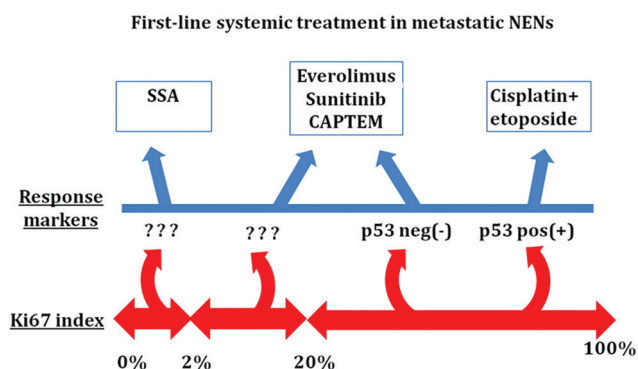 First-line systemic treatment in metastatic NENs
SSA
Everolimus
Sunitinib
CAPTEM
Cisplatin+
etoposide
Response
markers
???
???
p53 neg(-)
p53 pos(+)
Ki67 index
0%
2%
20%
100%